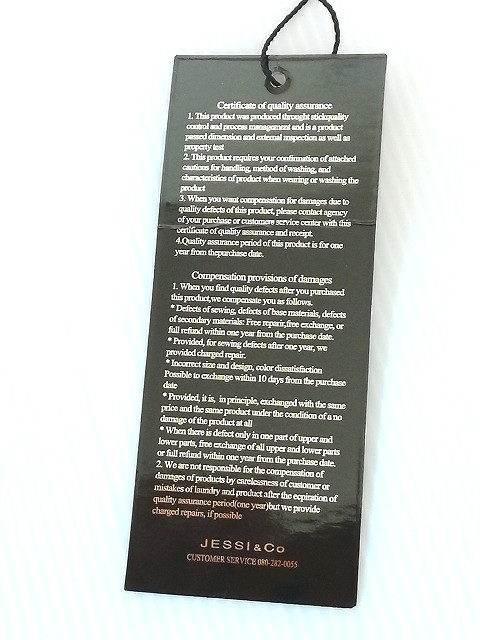 Certificate of quality assurance
1. This product was produced throught stickquality
control and process management and is a product
passed dimension and external inspection as well as
property test
2. This product requires your confirmation of attached
cautions for handling, method of washing, and
characteristics of product when wearing or washing the
product
3. When you want compensation for damages due to
quality defects of this product, please contact agency
of your purchase or customers service center with this
certificate of quality assurance and receipt.
4.Quality assurance period of this product is for one
year from thepurchase date.
Compensation provisions of damages
1. When you find quality defects after you purchased
this product,we compensate you as follows.
* Defects of sewing, defects of base materials, defects
of secondary materials: Free repair,free exchange, or
full refund within one year from the purchase date.
* Provided, for sewing defects after one year, we
provided charged repair.
* Incorrect size and design, color dissatisfaction
Possible to exchange within 10 days from the purchase
date
* Provided, it is, in principle, exchanged with the same
price and the same product under the condition of a no
damage of the product at all
* When there is defect only in one part of upper and
lower parts, free exchange of all upper and lower parts
or full refund within one year from the purchase date.
2. We are not responsible for the compensation of
damages of products by carelessness of customer or
mistakes of laundry and product after the expiration of
quality assurance period(one year)but we provide
charged repairs, if possible
JESSI&Co
CUSTOMER SERVICE 080-282-0055